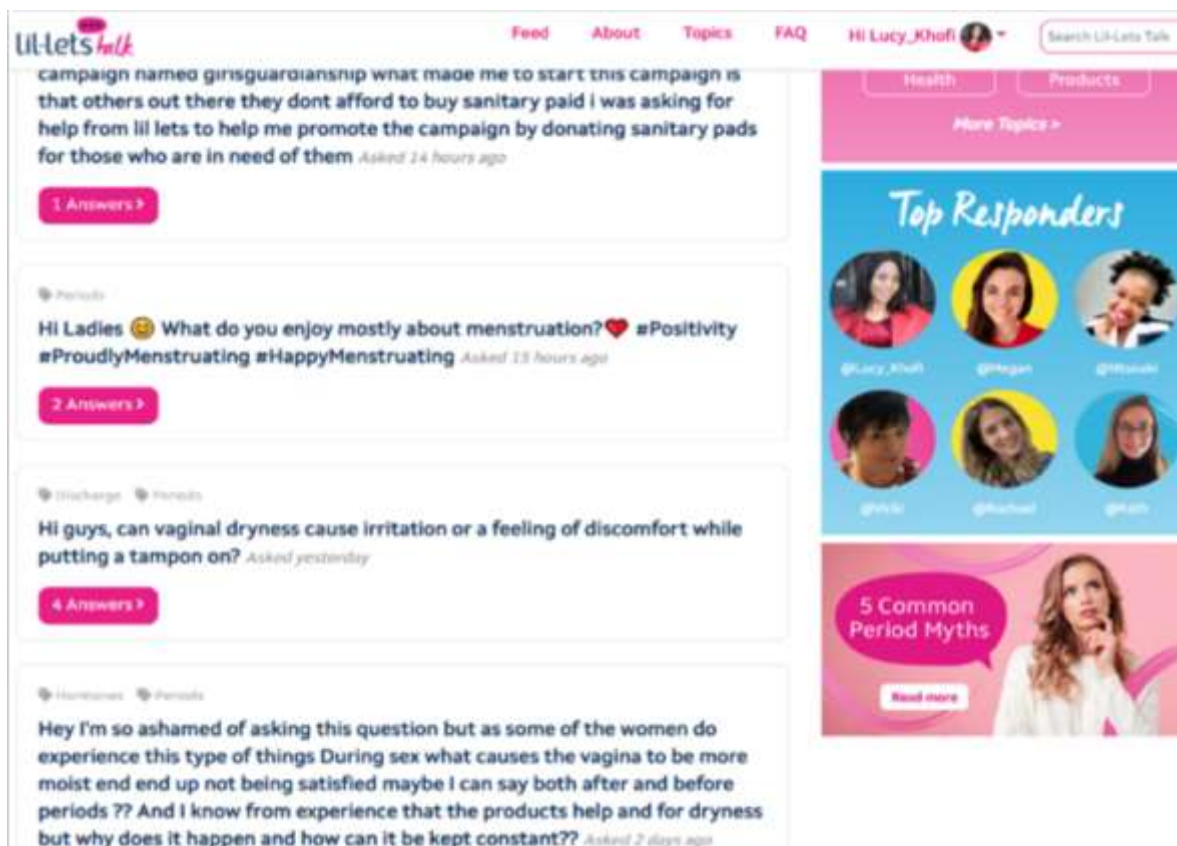 lil-lets talk
Feed
About
Topics
FAQ
Hi Lucy_Khofi
Search Lil-Lets Talk
campaign named girlsguardianship what made me to start this campaign is
that others out there they dont afford to buy sanitary paid i was asking for
help from lil lets to help me promote the campaign by donating sanitary pads
for those who are in need of them Asked 14 hours ago
1 Answers >
Periods
Hi Ladies 😊 What do you enjoy mostly about menstruation?❤️ #Positivity
#ProudlyMenstruating #HappyMenstruating Asked 15 hours ago
2 Answers >
Discharge Periods
Hi guys, can vaginal dryness cause irritation or a feeling of discomfort while
putting a tampon on? Asked yesterday
4 Answers >
Hormones Periods
Hey I'm so ashamed of asking this question but as some of the women do
experience this type of things During sex what causes the vagina to be more
moist end end up not being satisfied maybe I can say both after and before
periods ?? And I know from experience that the products help and for dryness
but why does it happen and how can it be kept constant?? Asked 2 days ago
Health
Products
More Topics >
Top Responders
@Lucy_Khofi
@Megan
@Vicki
@Rachael
5 Common
Period Myths
Read more